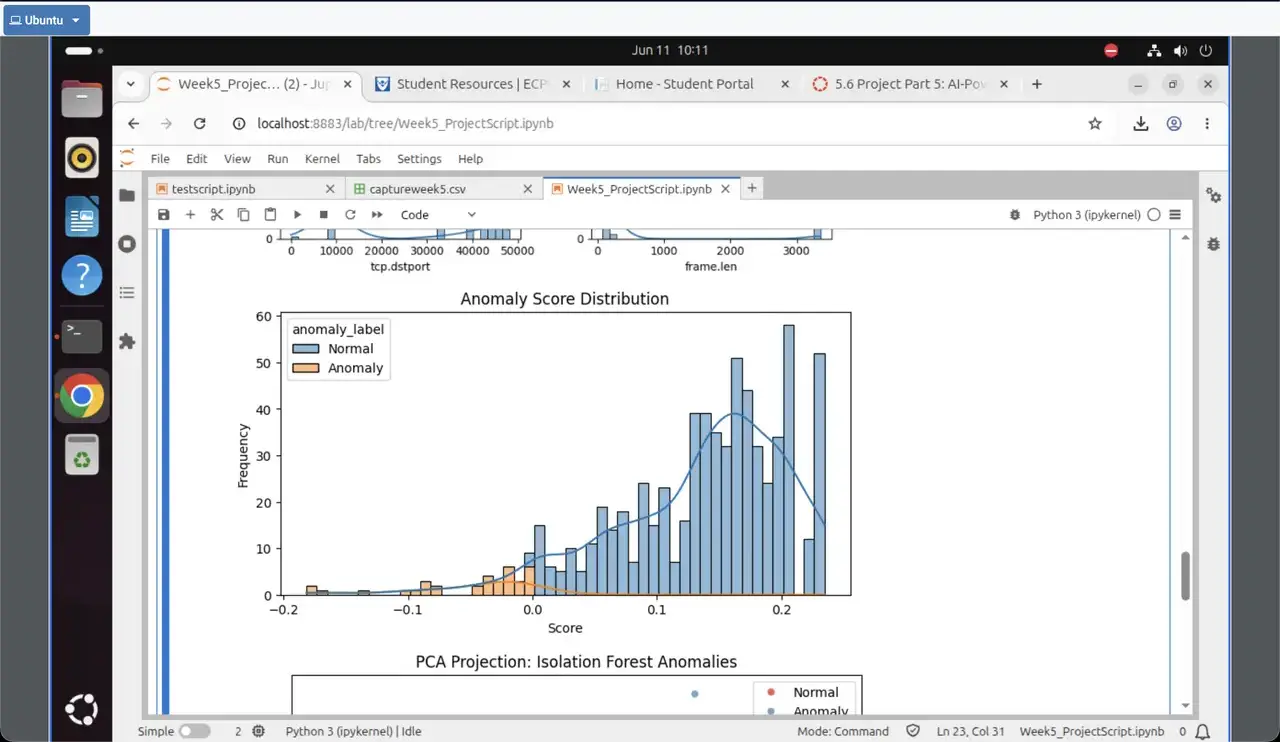 Ubuntu
Jun 11 10:11
Week5_Projec... (2) - Jup
Student Resources | ECP
Home - Student Portal
5.6 Project Part 5: AI-Pow
localhost:8883/lab/tree/Week5_ProjectScript.ipynb
File Edit View Run Kernel Tabs Settings Help
testscript.ipynb
captureweek5.csv
Week5_ProjectScript.ipynb
Code
Python 3 (ipykernel)
0
0
0 10000 20000 30000 40000 50000
0 1000 2000 3000
tcp.dstport
frame.len
Anomaly Score Distribution
60
50
40
30
20
10
0
anomaly_label
Normal
Anomaly
Frequency
−0.2 −0.1 0.0 0.1 0.2
Score
PCA Projection: Isolation Forest Anomalies
Normal
Anomaly
Simple
2
Python 3 (ipykernel) | Idle
Mode: Command
Ln 23, Col 31
Week5_ProjectScript.ipynb
0